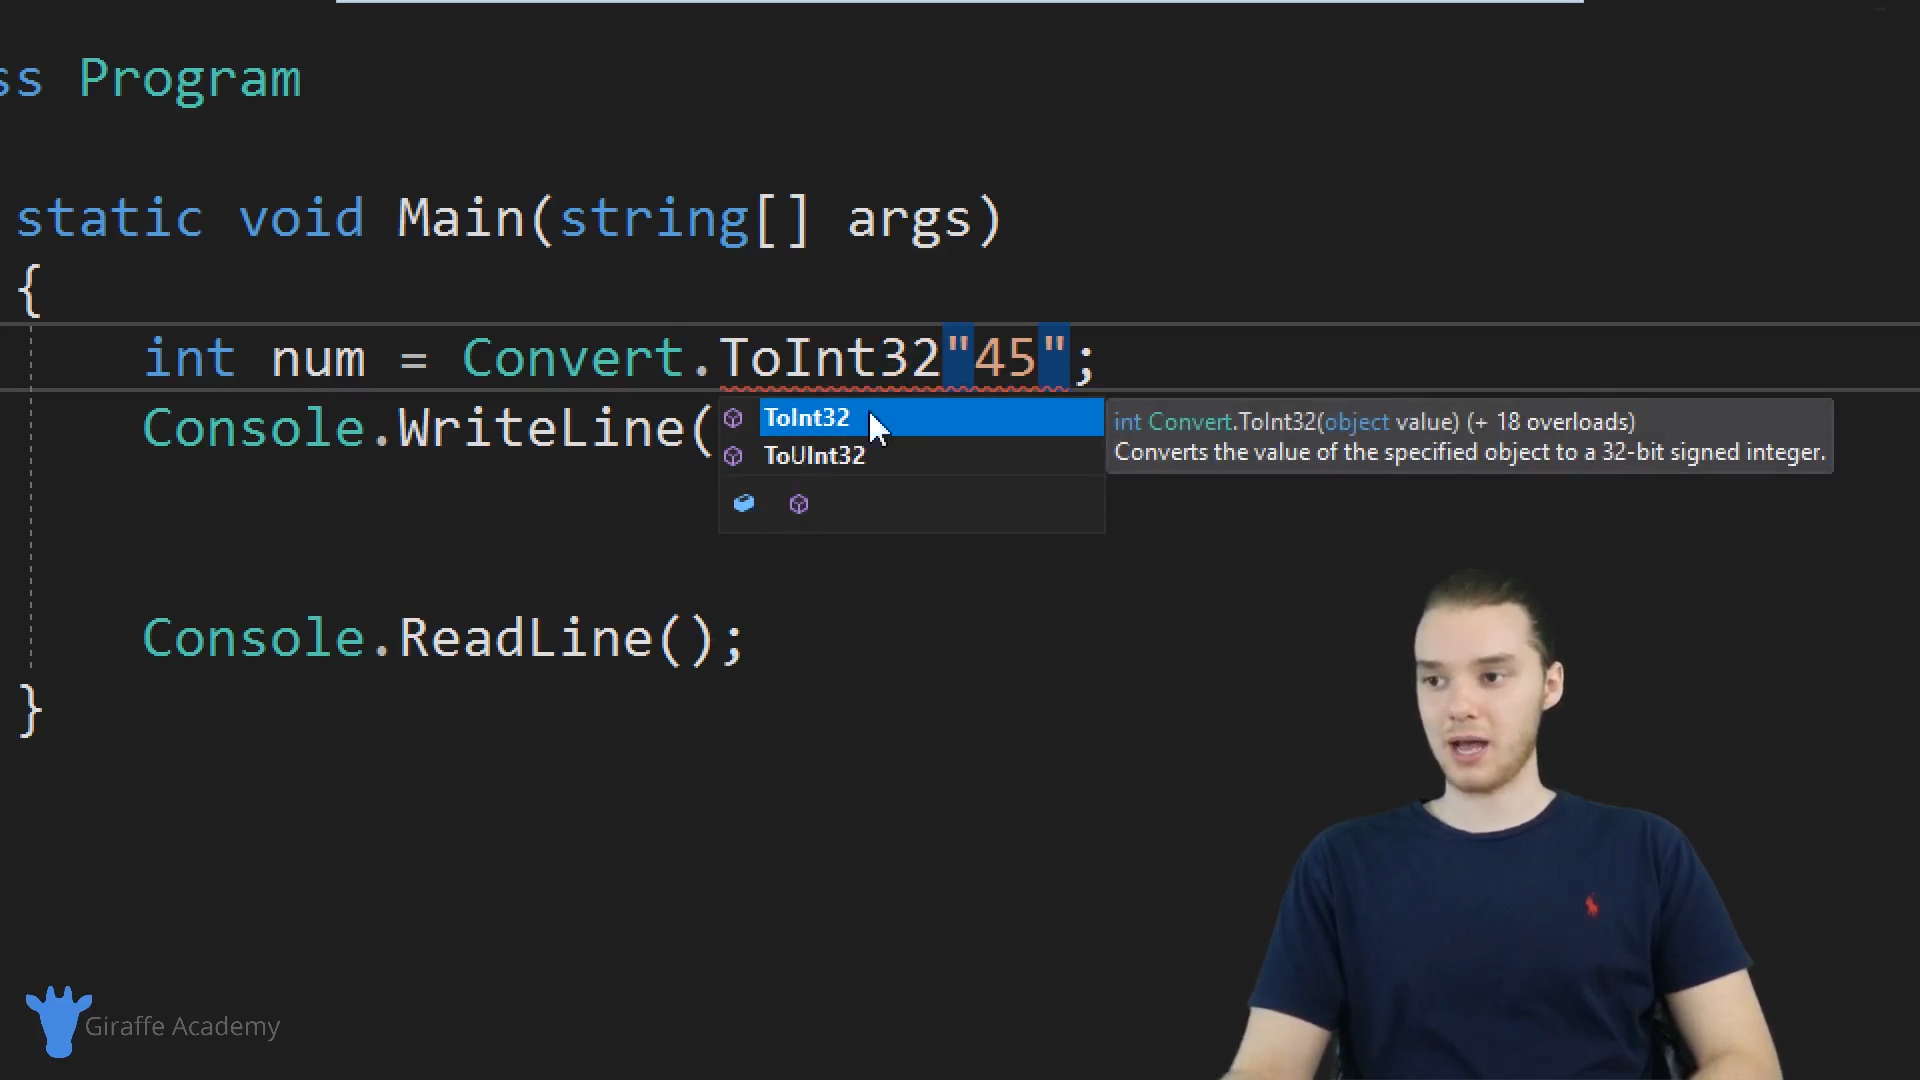 ss Program
static void Main(string[] args)
{
int num = Convert.ToInt32"45";
Console.WriteLine(
ToInt32
ToUInt32
int Convert.ToInt32(object value) (+ 18 overloads)
Converts the value of the specified object to a 32-bit signed integer.
Console.ReadLine();
}
Giraffe Academy